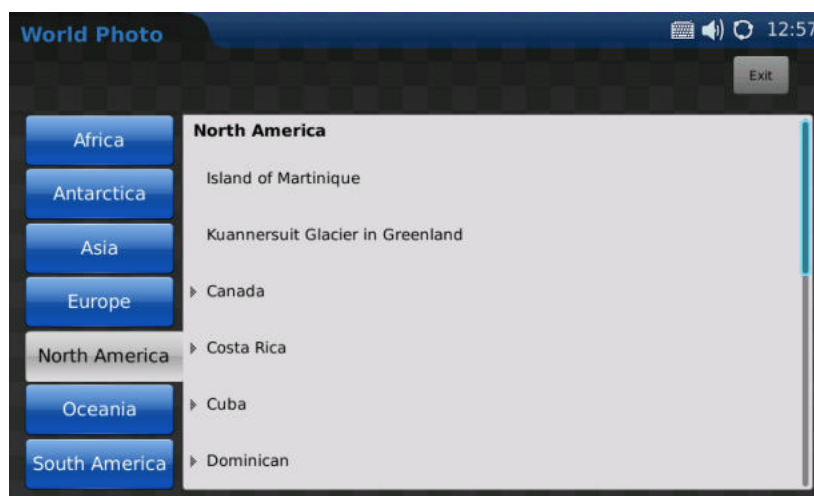 World Photo
12:57
Exit
Africa
Antarctica
Asia
Europe
North America
Oceania
South America
North America
Island of Martinique
Kuannersuit Glacier in Greenland
Canada
Costa Rica
Cuba
Dominican